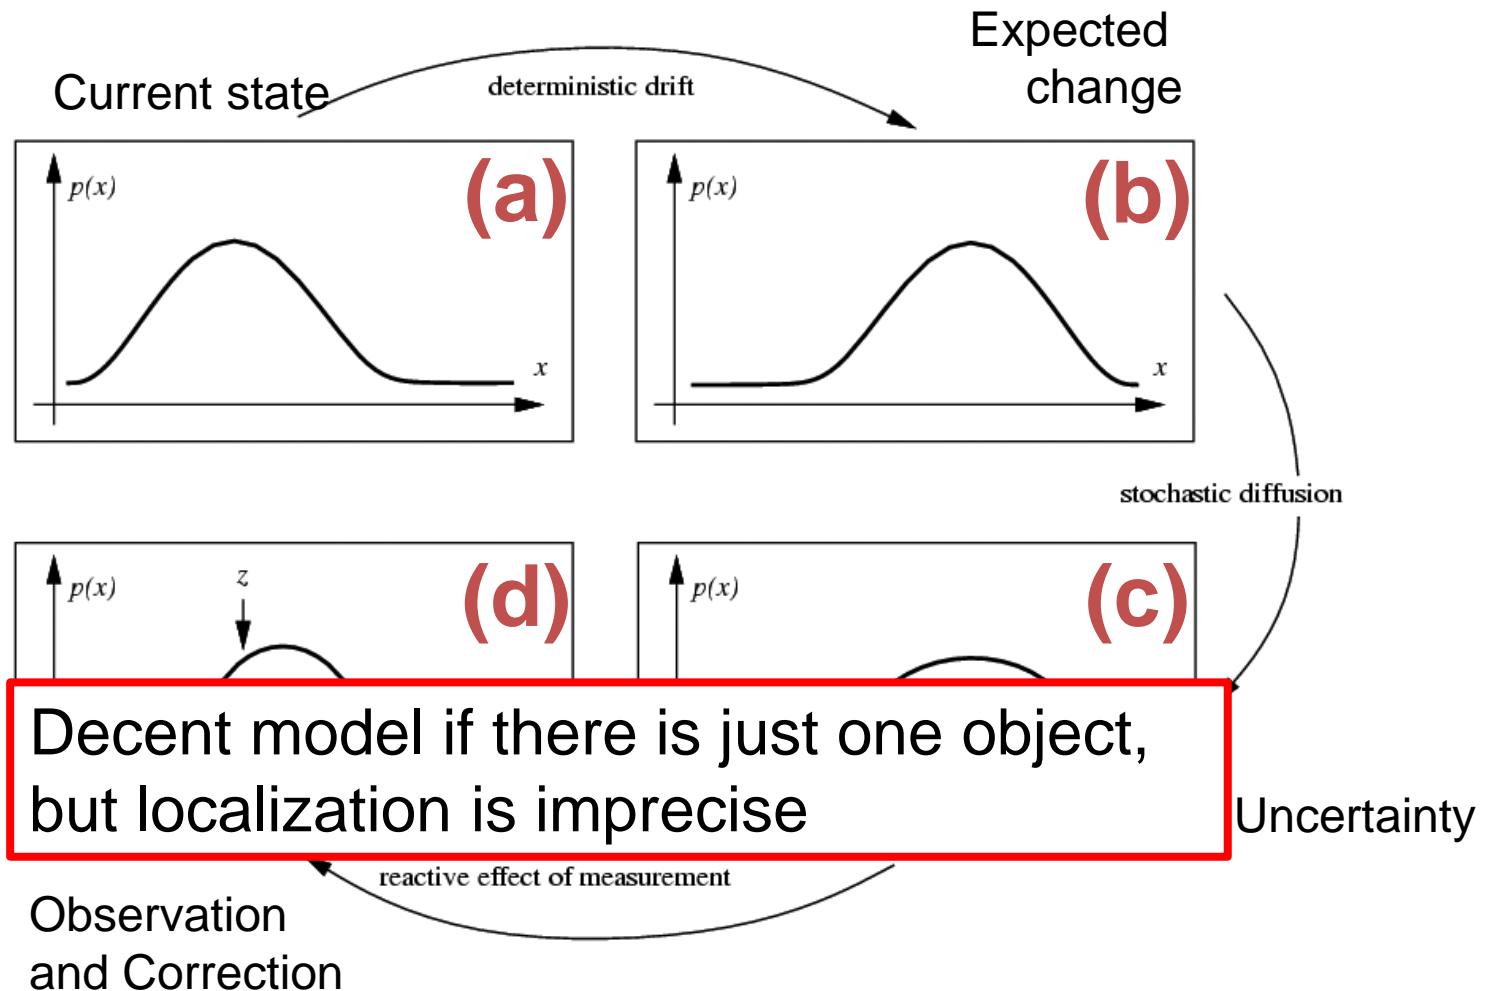 Current state
deterministic drift
Expected
change
p(x)
(a)
x
p(x)
(b)
x
stochastic diffusion
p(x)
z
(d)
p(x)
(c)
Decent model if there is just one object,
but localization is imprecise
Uncertainty
reactive effect of measurement
Observation
and Correction